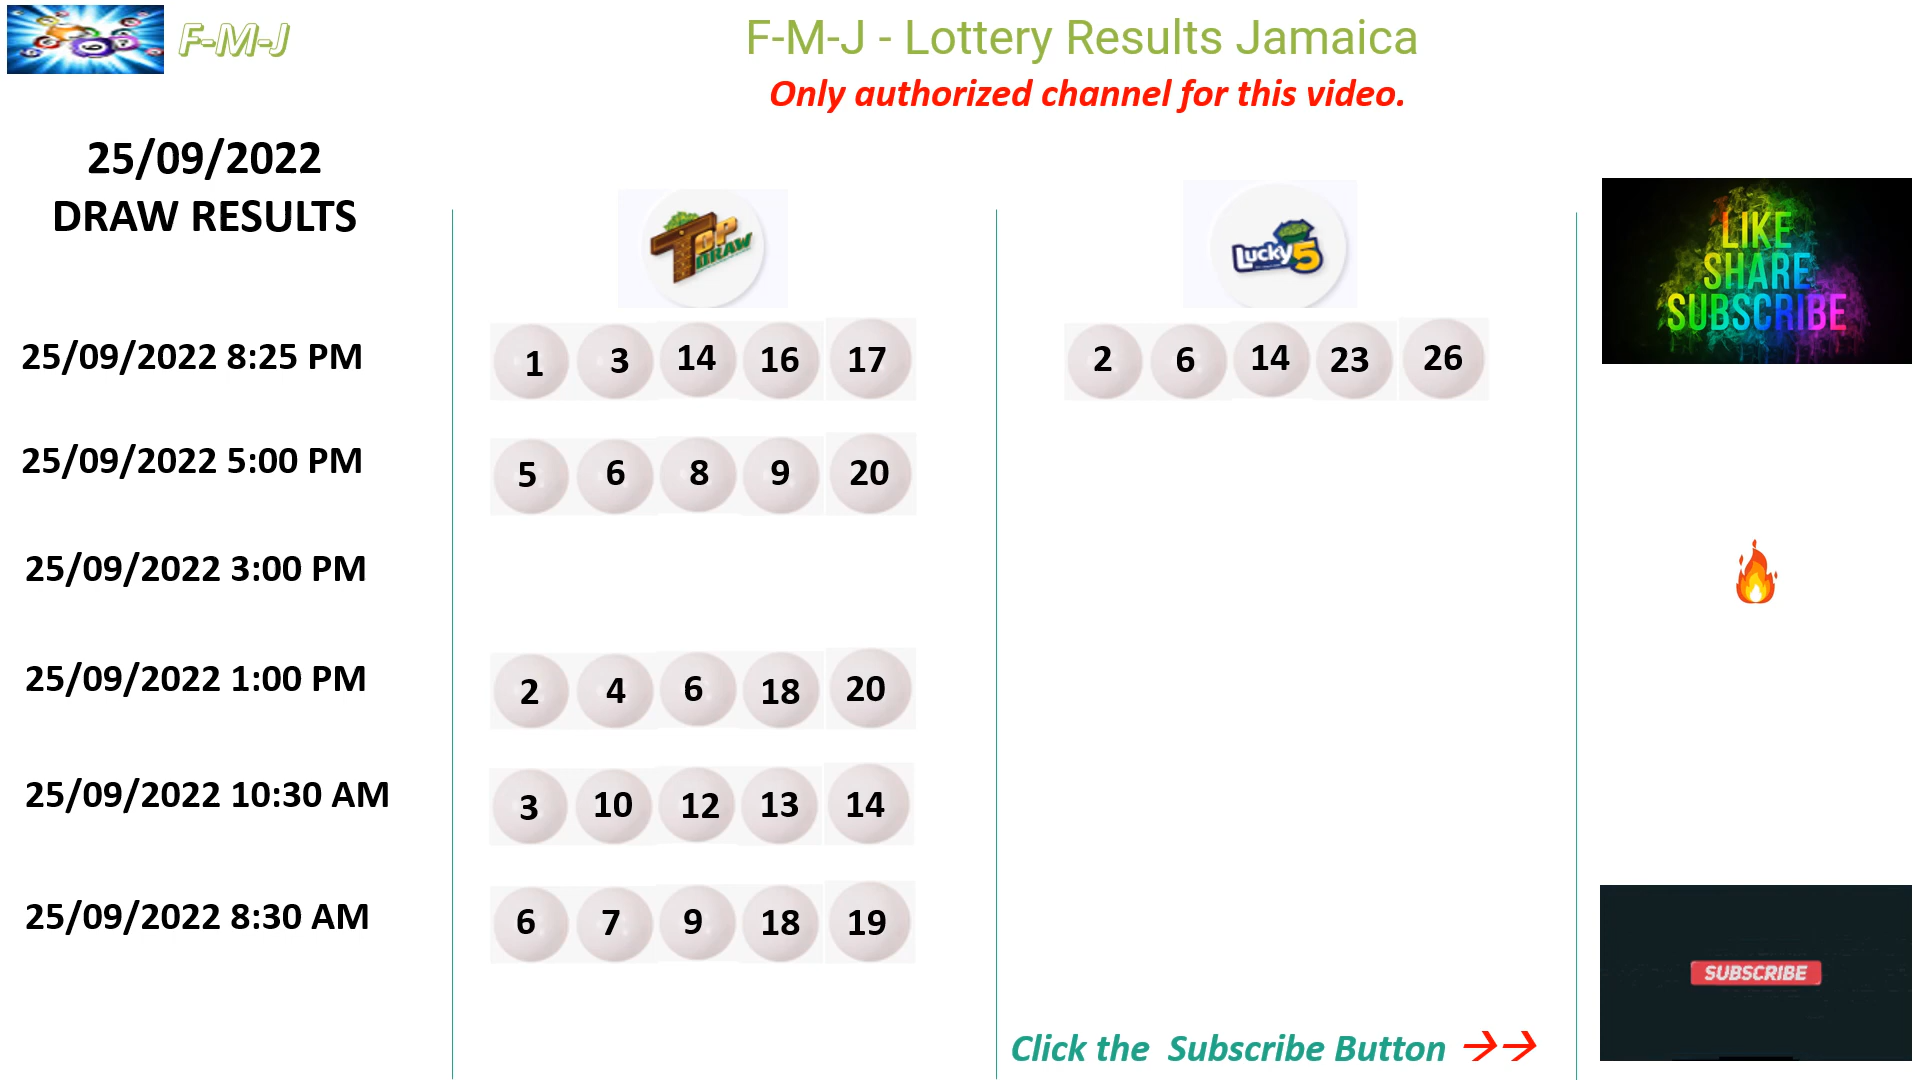 F-M-J
F-M-J - Lottery Results Jamaica
Only authorized channel for this video.
25/09/2022
DRAW RESULTS
TOP DRAW
Lucky 5
LIKE
SHARE
SUBSCRIBE
25/09/2022 8:25 PM 1 3 14 16 17 2 6 14 23 26
25/09/2022 5:00 PM 5 6 8 9 20
25/09/2022 3:00 PM
25/09/2022 1:00 PM 2 4 6 18 20
25/09/2022 10:30 AM 3 10 12 13 14
25/09/2022 8:30 AM 6 7 9 18 19
SUBSCRIBE
Click the Subscribe Button →→